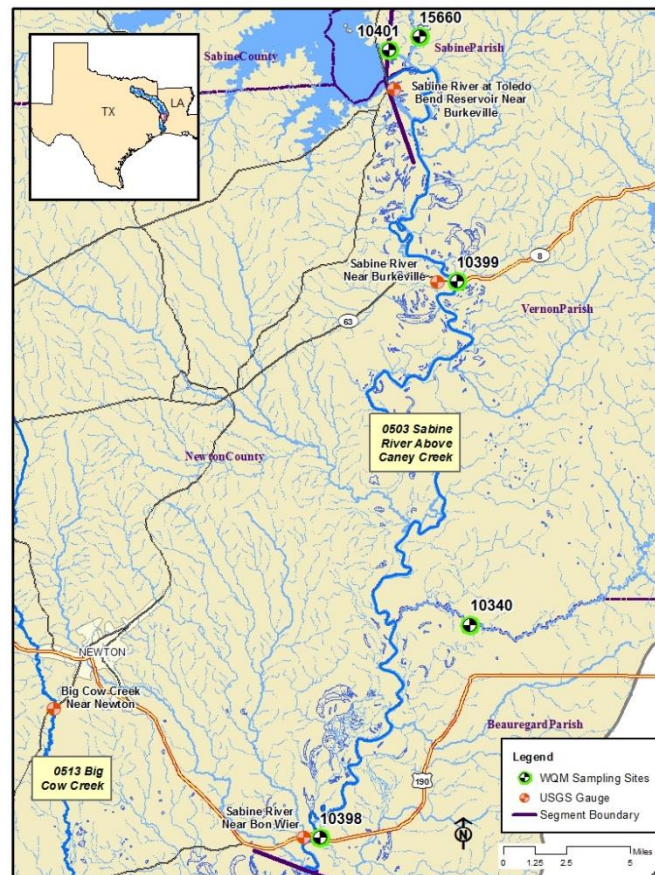 15660
10401
SabineCounty
SabineParish
TX
LA
Sabine River at Toledo
Bend Reservoir Near
Burkeville
Sabine River
Near Burkeville
10399
8
VernonParish
63
0503 Sabine
River Above
Caney Creek
NewtonCounty
10340
NEWTON
Big Cow Creek
Near Newton
BeauregardParish
0513 Big
Cow Creek
190
Sabine River
Near Bon Wier
10398
N
Legend
WQM Sampling Sites
USGS Gauge
Segment Boundary
Miles
0 1.25 2.5 5